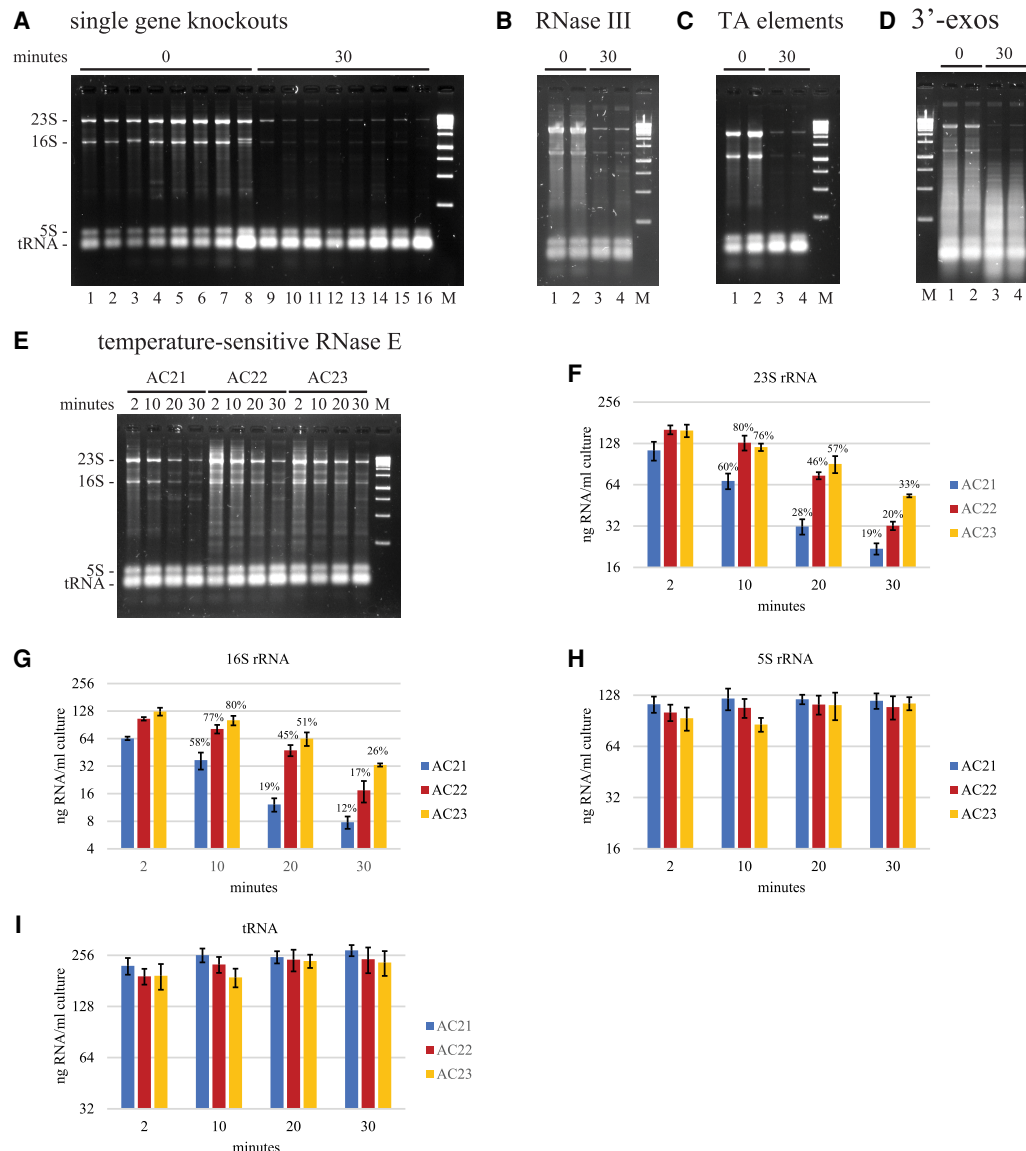 A single gene knockouts
minutes 0 30
23S -
16S -
5S -
tRNA -
1 2 3 4 5 6 7 8 9 10 11 12 13 14 15 16 M
B RNase III
0 30
1 2 3 4 M
C TA elements
0 30
1 2 3 4 M
D 3’-exos
0 30
M 1 2 3 4
E temperature-sensitive RNase E
AC21 AC22 AC23
minutes 2 10 20 30 2 10 20 30 2 10 20 30 M
23S -
16S -
5S -
tRNA -
F
23S rRNA
ng RNA/ml culture
256
128
64
32
16
80% 76%
60%
57%
46%
28%
33%
20%
19%
2 10 20 30
minutes
AC21
AC22
AC23
G
16S rRNA
ng RNA/ml culture
256
128
64
32
16
8
4
80%
77%
58%
51%
45%
19%
26%
17%
12%
2 10 20 30
minutes
AC21
AC22
AC23
H
5S rRNA
ng RNA/ml culture
128
64
32
16
2 10 20 30
minutes
AC21
AC22
AC23
I
tRNA
ng RNA/ml culture
256
128
64
32
2 10 20 30
minutes
AC21
AC22
AC23